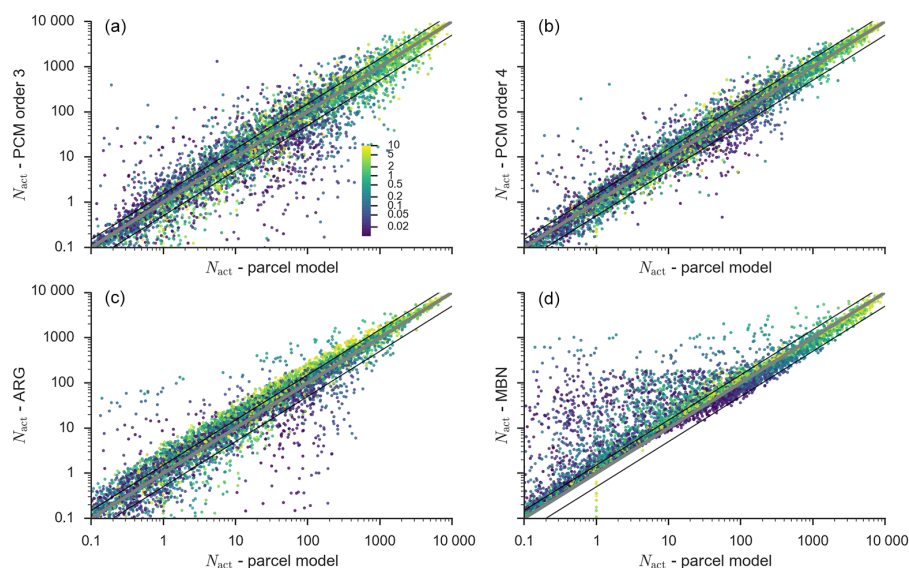 (a)
(b)
10 000
1000
100
10
1
0.1
N_act - PCM order 3
N_act - PCM order 4
10
5
2
1
0.5
0.2
0.1
0.05
0.02
0.1 1 10 100 1000 10 000
N_act - parcel model
N_act - parcel model
(c)
(d)
10 000
1000
100
10
1
0.1
N_act - ARG
10 000
1000
100
10
1
0.1
N_act - MBN
0.1 1 10 100 1000 10 000
0.1 1 10 100 1000 10 000
N_act - parcel model
N_act - parcel model